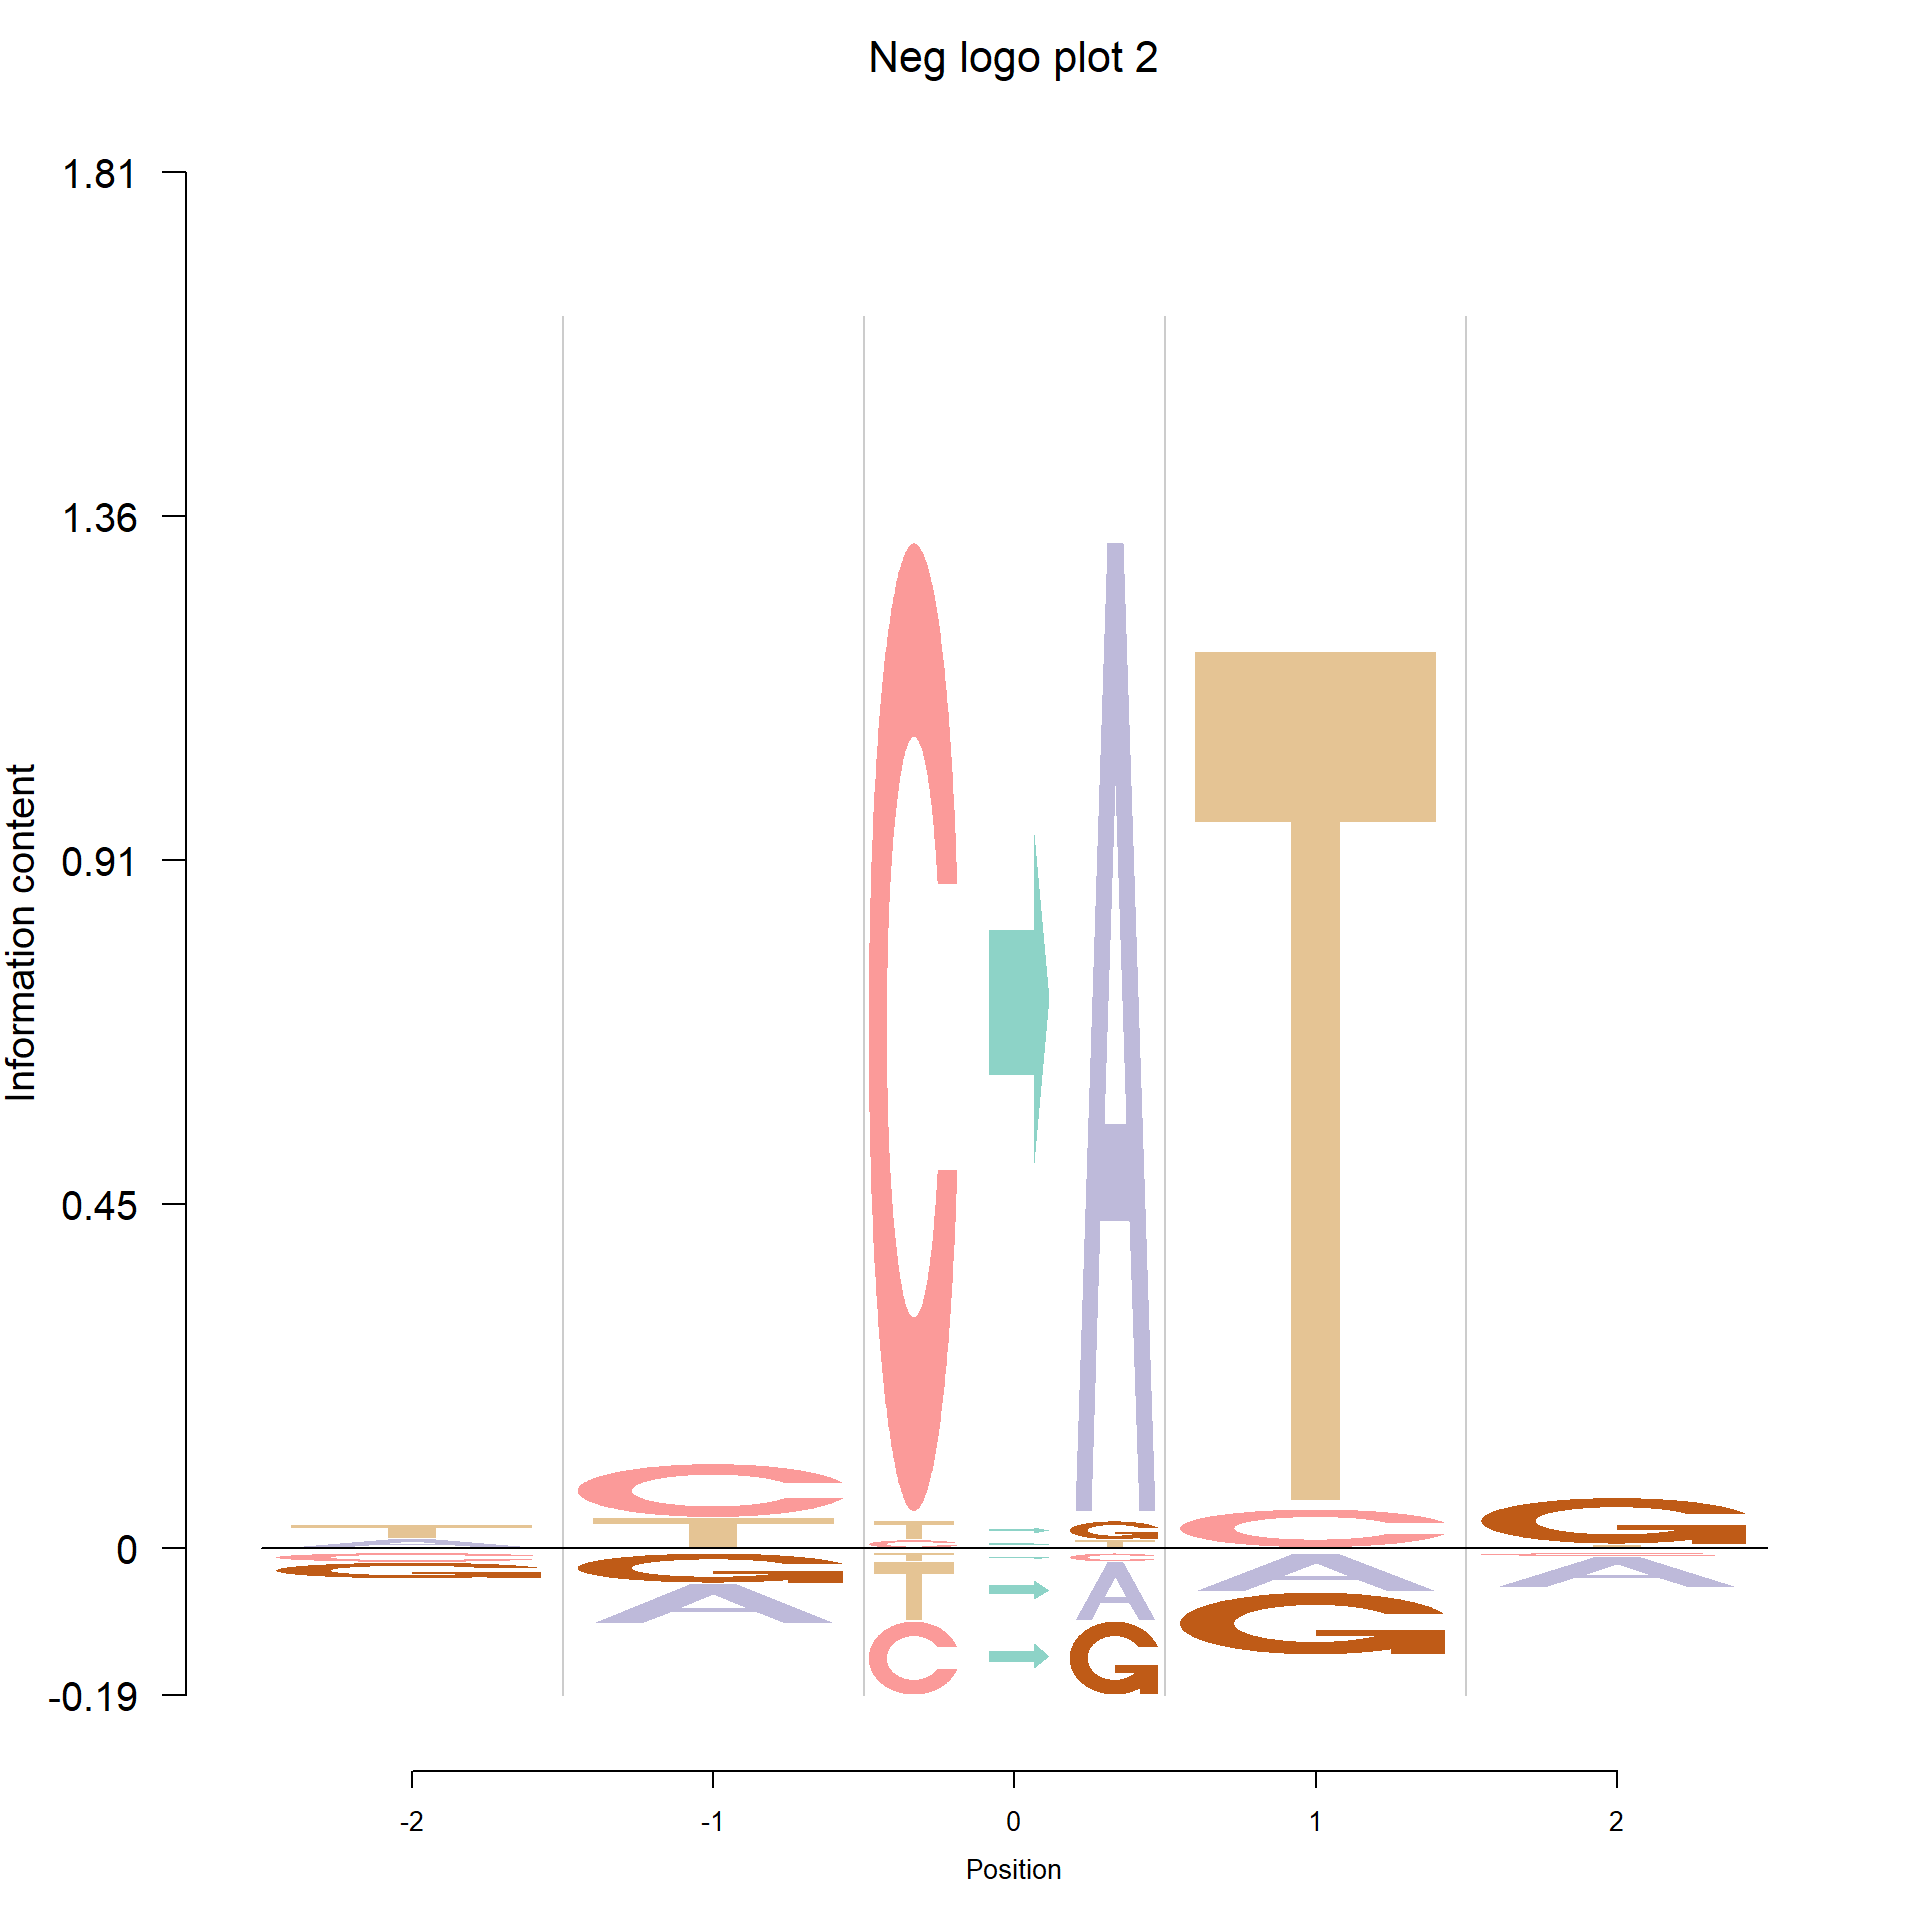 Neg logo plot 2
1.81
1.36
0.91
0.45
0
-0.19
Information content
T
A
C
G
C
T
G
A
C A
T G
C T
T C
T A
C G
T
C
A
G
G
A
-2 -1 0 1 2
Position